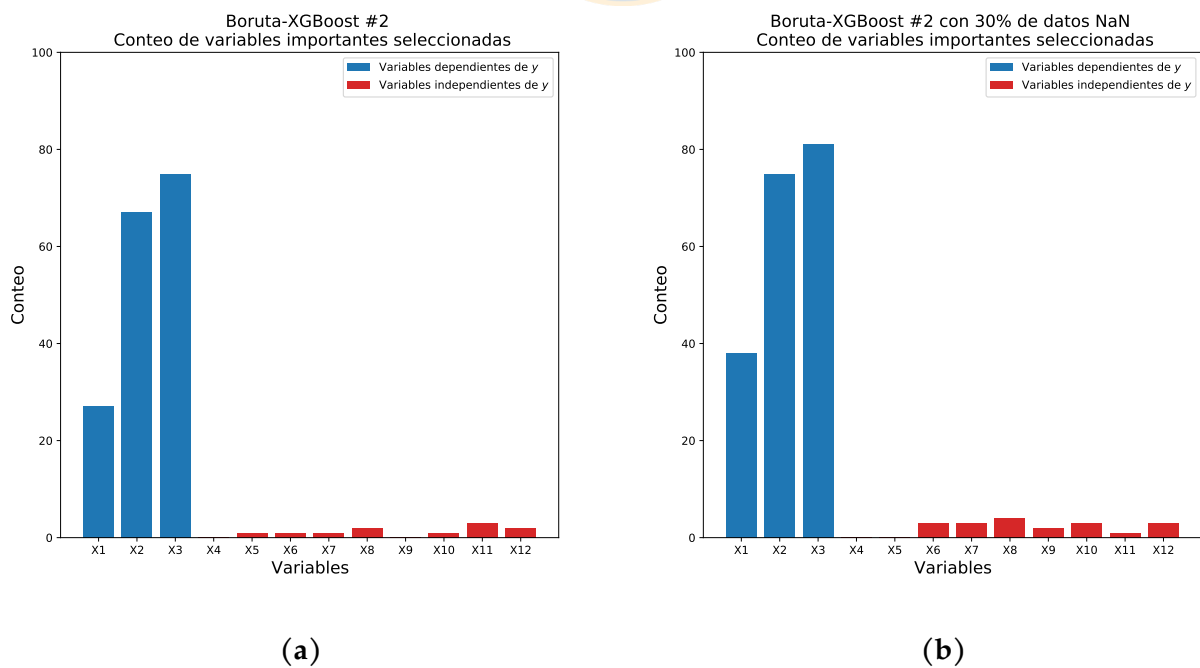 Boruta-XGBoost #2
Conteo de variables importantes seleccionadas
Variables dependientes de y
Variables independientes de y
100
80
60
40
20
0
Conteo
X1 X2 X3 X4 X5 X6 X7 X8 X9 X10 X11 X12
Variables
(a)
Boruta-XGBoost #2 con 30% de datos NaN
Conteo de variables importantes seleccionadas
Variables dependientes de y
Variables independientes de y
100
80
60
40
20
0
Conteo
X1 X2 X3 X4 X5 X6 X7 X8 X9 X10 X11 X12
Variables
(b)